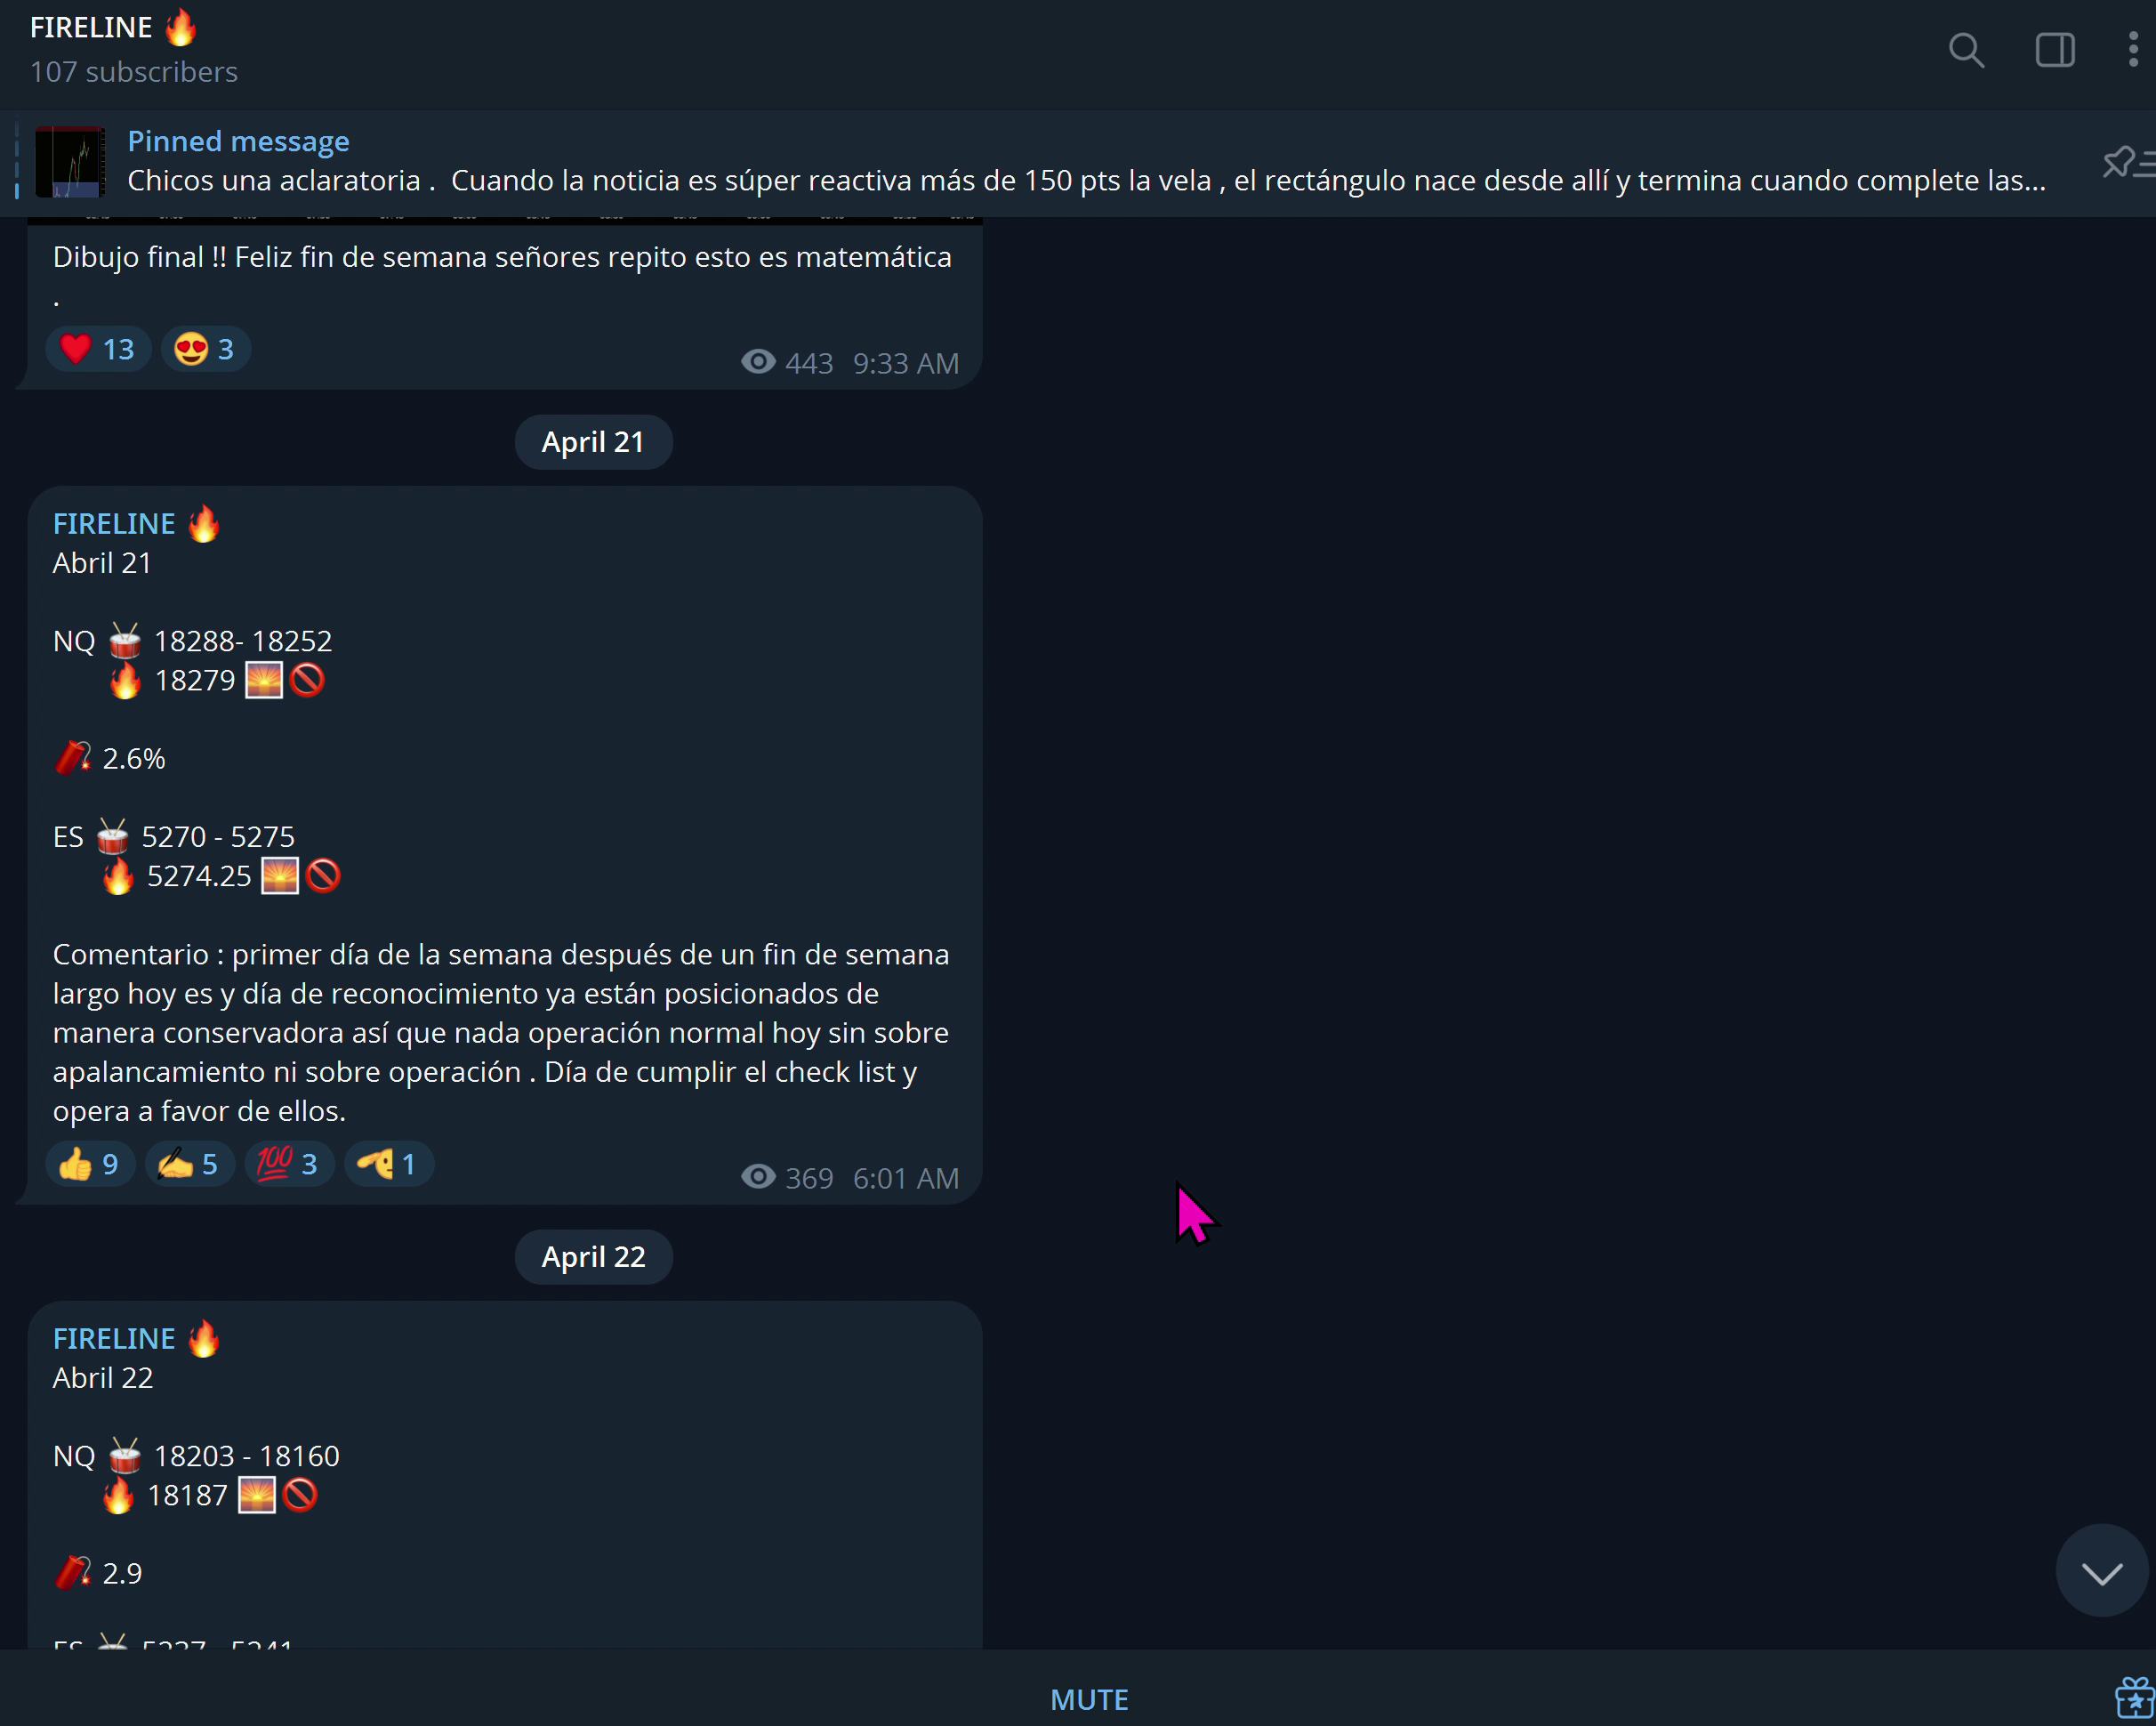 FIRELINE 🔥
107 subscribers
Pinned message
Chicos una aclaratoria .  Cuando la noticia es súper reactiva más de 150 pts la vela , el rectángulo nace desde allí y termina cuando complete las...
Dibujo final !! Feliz fin de semana señores repito esto es matemática
.
❤️ 13 😍 3
443 9:33 AM
April 21
FIRELINE 🔥
Abril 21
NQ 🥁 18288- 18252
🔥 18279 🌅🚫
🧨 2.6%
ES 🥁 5270 - 5275
🔥 5274.25 🌅🚫
Comentario : primer día de la semana después de un fin de semana
largo hoy es y día de reconocimiento ya están posicionados de
manera conservadora así que nada operación normal hoy sin sobre
apalancamiento ni sobre operación . Día de cumplir el check list y
opera a favor de ellos.
👍 9 ✍️ 5 💯 3 🫡 1
369 6:01 AM
April 22
FIRELINE 🔥
Abril 22
NQ 🥁 18203 - 18160
🔥 18187 🌅🚫
🧨 2.9
ES 🥁 5237 - 5241
MUTE